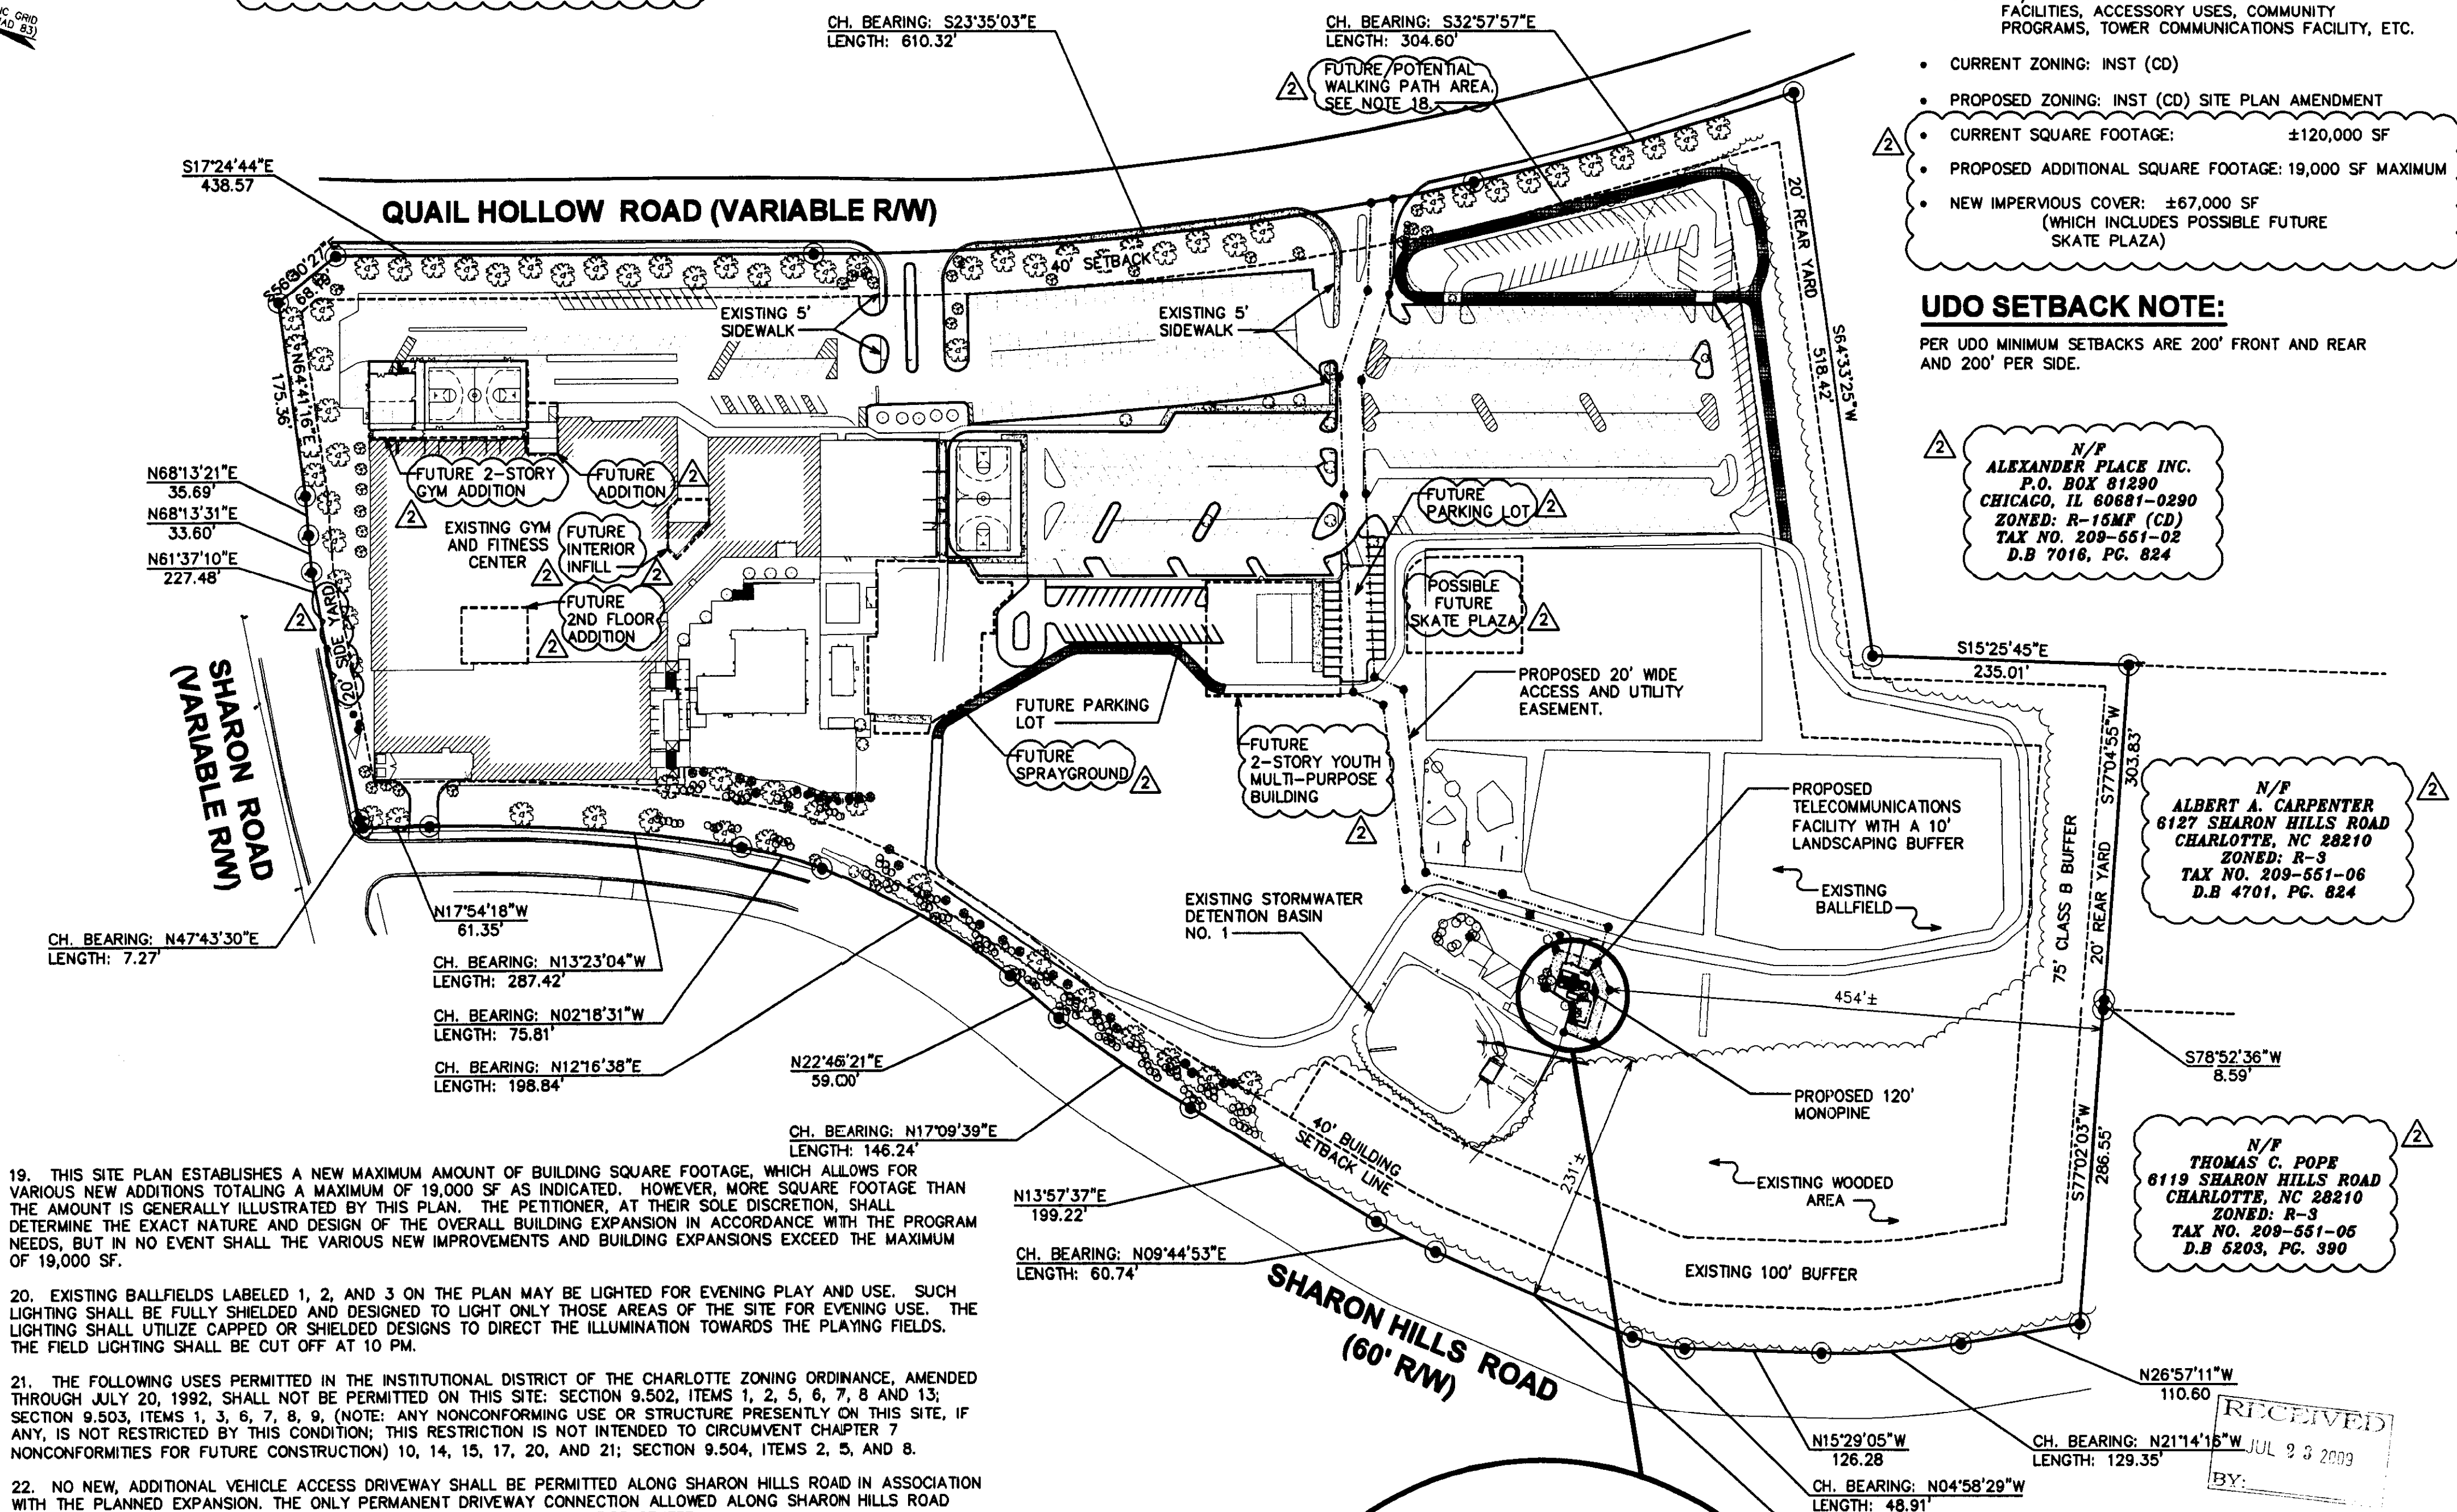 CH. BEARING: S23°35'03"E
LENGTH: 610.32'
CH. BEARING: S32°57'57"E
LENGTH: 304.60'
2
FUTURE/POTENTIAL
WALKING PATH AREA.
SEE NOTE 18.
FACILITIES, ACCESSORY USES, COMMUNITY
PROGRAMS, TOWER COMMUNICATIONS FACILITY, ETC.
• CURRENT ZONING: INST (CD)
• PROPOSED ZONING: INST (CD) SITE PLAN AMENDMENT
2
• CURRENT SQUARE FOOTAGE: ±120,000 SF
• PROPOSED ADDITIONAL SQUARE FOOTAGE: 19,000 SF MAXIMUM
• NEW IMPERVIOUS COVER: ±67,000 SF
(WHICH INCLUDES POSSIBLE FUTURE
SKATE PLAZA)
UDO SETBACK NOTE:
PER UDO MINIMUM SETBACKS ARE 200' FRONT AND REAR
AND 200' PER SIDE.
2
N/F
ALEXANDER PLACE INC.
P.O. BOX 81290
CHICAGO, IL 60681-0290
ZONED: R-15MF (CD)
TAX NO. 209-551-02
D.B 7016, PG. 824
S17°24'44"E
438.57
QUAIL HOLLOW ROAD (VARIABLE R/W)
40' SETBACK
20' REAR YARD
S64°33'25"W
518.42'
EXISTING 5'
SIDEWALK
EXISTING 5'
SIDEWALK
N64°41'16"E
175.36'
N68°13'21"E
35.69'
N68°13'31"E
33.60'
N61°37'10"E
227.48'
2
20' SIDE YARD
SHARON ROAD
(VARIABLE R/W)
FUTURE 2-STORY
GYM ADDITION
2
FUTURE
ADDITION
2
EXISTING GYM
AND FITNESS
CENTER
2
FUTURE
INTERIOR
INFILL
2
FUTURE
2ND FLOOR
ADDITION
2
FUTURE
PARKING LOT
2
POSSIBLE
FUTURE
SKATE PLAZA
2
S15°25'45"E
235.01'
PROPOSED 20' WIDE
ACCESS AND UTILITY
EASEMENT.
FUTURE PARKING
LOT
FUTURE
SPRAYGROUND
2
FUTURE
2-STORY YOUTH
MULTI-PURPOSE
BUILDING
2
PROPOSED
TELECOMMUNICATIONS
FACILITY WITH A 10'
LANDSCAPING BUFFER
S77°04'55"W
303.83'
75' CLASS B BUFFER
20' REAR YARD
2
N/F
ALBERT A. CARPENTER
6127 SHARON HILLS ROAD
CHARLOTTE, NC 28210
ZONED: R-3
TAX NO. 209-551-06
D.B 4701, PG. 824
EXISTING
BALLFIELD
EXISTING STORMWATER
DETENTION BASIN
NO. 1
454'±
S78°52'36"W
8.59'
CH. BEARING: N47°43'30"E
LENGTH: 7.27'
N17°54'18"W
61.35'
CH. BEARING: N13°23'04"W
LENGTH: 287.42'
CH. BEARING: N02°18'31"W
LENGTH: 75.81'
CH. BEARING: N12°16'38"E
LENGTH: 198.84'
N22°46'21"E
59.00'
CH. BEARING: N17°09'39"E
LENGTH: 146.24'
N13°57'37"E
199.22'
CH. BEARING: N09°44'53"E
LENGTH: 60.74'
40' BUILDING
SETBACK LINE
231'±
PROPOSED 120'
MONOPINE
EXISTING WOODED
AREA
EXISTING 100' BUFFER
S77°02'03"W
286.55'
2
N/F
THOMAS C. POPE
6119 SHARON HILLS ROAD
CHARLOTTE, NC 28210
ZONED: R-3
TAX NO. 209-551-05
D.B 5203, PG. 390
SHARON HILLS ROAD
(60' R/W)
N26°57'11"W
110.60
N15°29'05"W
126.28
CH. BEARING: N21°14'16"W
LENGTH: 129.35'
CH. BEARING: N04°58'29"W
LENGTH: 48.91'
RECEIVED
JUL 23 2009
BY:
19. THIS SITE PLAN ESTABLISHES A NEW MAXIMUM AMOUNT OF BUILDING SQUARE FOOTAGE, WHICH ALLOWS FOR
VARIOUS NEW ADDITIONS TOTALING A MAXIMUM OF 19,000 SF AS INDICATED. HOWEVER, MORE SQUARE FOOTAGE THAN
THE AMOUNT IS GENERALLY ILLUSTRATED BY THIS PLAN. THE PETITIONER, AT THEIR SOLE DISCRETION, SHALL
DETERMINE THE EXACT NATURE AND DESIGN OF THE OVERALL BUILDING EXPANSION IN ACCORDANCE WITH THE PROGRAM
NEEDS, BUT IN NO EVENT SHALL THE VARIOUS NEW IMPROVEMENTS AND BUILDING EXPANSIONS EXCEED THE MAXIMUM
OF 19,000 SF.
20. EXISTING BALLFIELDS LABELED 1, 2, AND 3 ON THE PLAN MAY BE LIGHTED FOR EVENING PLAY AND USE. SUCH
LIGHTING SHALL BE FULLY SHIELDED AND DESIGNED TO LIGHT ONLY THOSE AREAS OF THE SITE FOR EVENING USE. THE
LIGHTING SHALL UTILIZE CAPPED OR SHIELDED DESIGNS TO DIRECT THE ILLUMINATION TOWARDS THE PLAYING FIELDS.
THE FIELD LIGHTING SHALL BE CUT OFF AT 10 PM.
21. THE FOLLOWING USES PERMITTED IN THE INSTITUTIONAL DISTRICT OF THE CHARLOTTE ZONING ORDINANCE, AMENDED
THROUGH JULY 20, 1992, SHALL NOT BE PERMITTED ON THIS SITE: SECTION 9.502, ITEMS 1, 2, 5, 6, 7, 8 AND 13;
SECTION 9.503, ITEMS 1, 3, 6, 7, 8, 9, (NOTE: ANY NONCONFORMING USE OR STRUCTURE PRESENTLY ON THIS SITE, IF
ANY, IS NOT RESTRICTED BY THIS CONDITION; THIS RESTRICTION IS NOT INTENDED TO CIRCUMVENT CHAPTER 7
NONCONFORMITIES FOR FUTURE CONSTRUCTION) 10, 14, 15, 17, 20, AND 21; SECTION 9.504, ITEMS 2, 5, AND 8.
22. NO NEW, ADDITIONAL VEHICLE ACCESS DRIVEWAY SHALL BE PERMITTED ALONG SHARON HILLS ROAD IN ASSOCIATION
WITH THE PLANNED EXPANSION. THE ONLY PERMANENT DRIVEWAY CONNECTION ALLOWED ALONG SHARON HILLS ROAD